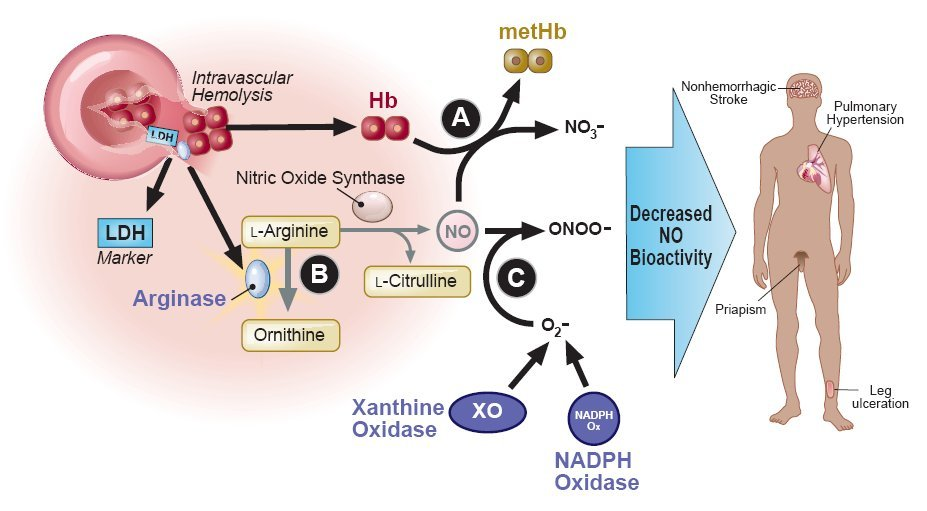 metHb
Intravascular
Hemolysis
Hb
A
NO₃-
LDH
Nitric Oxide Synthase
LDH
Marker
L-Arginine
NO
ONOO-
B
C
L-Citrulline
Arginase
Ornithine
O₂-
Xanthine
Oxidase
XO
NADPH
Ox
NADPH
Oxidase
Decreased
NO
Bioactivity
Nonhemorrhagic
Stroke
Pulmonary
Hypertension
Priapism
Leg
ulceration